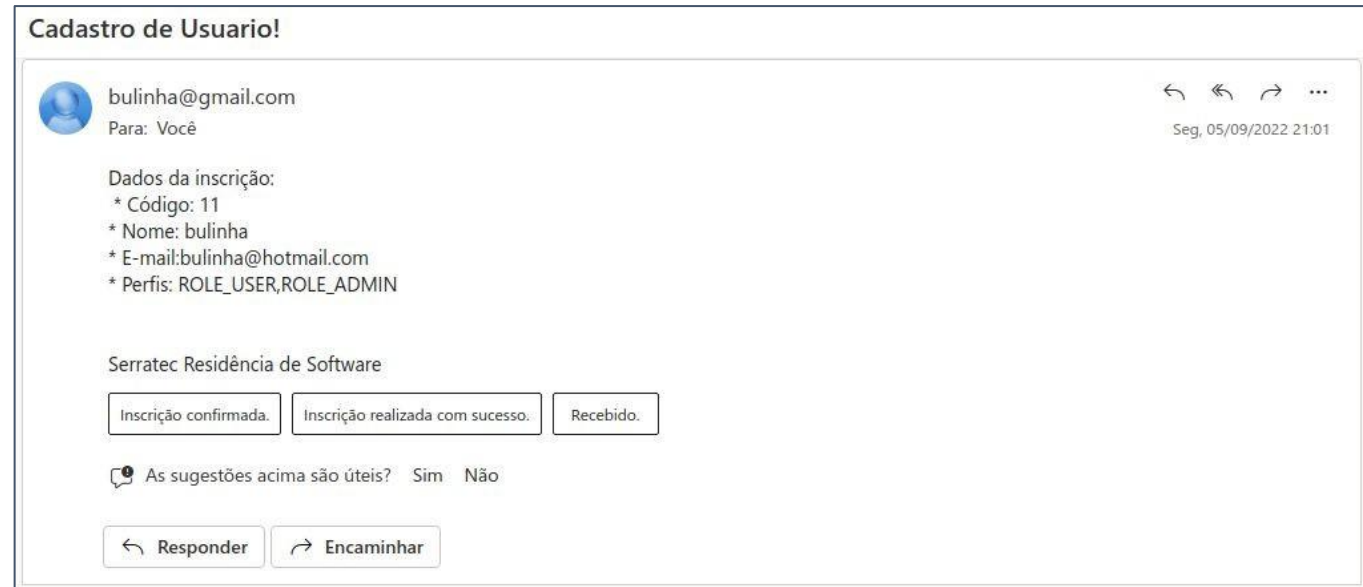 Cadastro de Usuario!
bulinha@gmail.com
Para: Você
Seg, 05/09/2022 21:01
Dados da inscrição:
* Código: 11
* Nome: bulinha
* E-mail:bulinha@hotmail.com
* Perfis: ROLE_USER,ROLE_ADMIN
Serratec Residência de Software
Inscrição confirmada. Inscrição realizada com sucesso. Recebido.
As sugestões acima são úteis? Sim Não
Responder Encaminhar